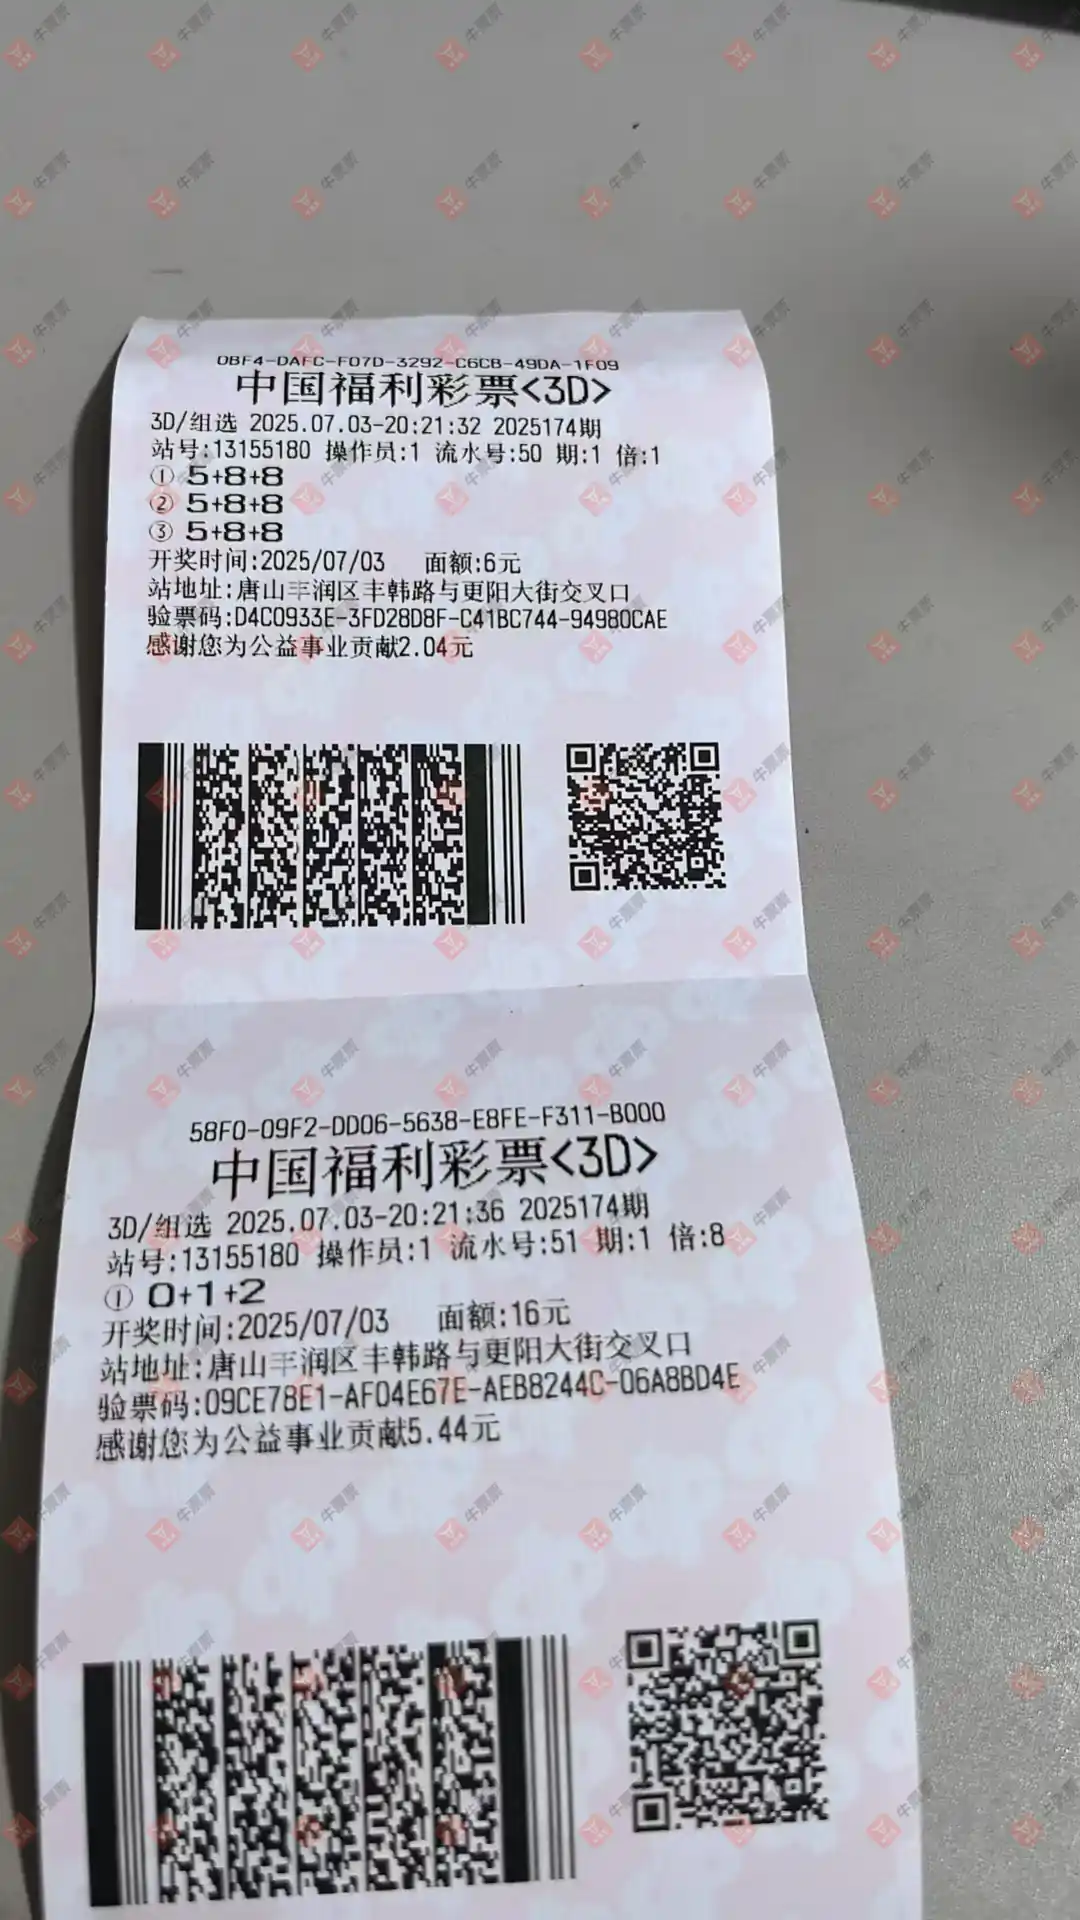 0BF4-DAFC-F07D-3292-C6CB-49DA-1F09
中国福利彩票<3D>
3D/组选 2025.07.03-20:21:32 2025174期
站号:13155180 操作员:1 流水号:50 期:1 倍:1
① 5+8+8
② 5+8+8
③ 5+8+8
开奖时间:2025/07/03 面额:6元
站地址:唐山丰润区丰韩路与更阳大街交叉口
验票码:D4C0933E-3FD28D8F-C41BC744-94980CAE
感谢您为公益事业贡献2.04元
58F0-09F2-DD06-5638-E8FE-F311-B000
中国福利彩票<3D>
3D/组选 2025.07.03-20:21:36 2025174期
站号:13155180 操作员:1 流水号:51 期:1 倍:8
① 0+1+2
开奖时间:2025/07/03 面额:16元
站地址:唐山丰润区丰韩路与更阳大街交叉口
验票码:09CE78E1-AF04E67E-AEB8244C-06A8BD4E
感谢您为公益事业贡献5.44元